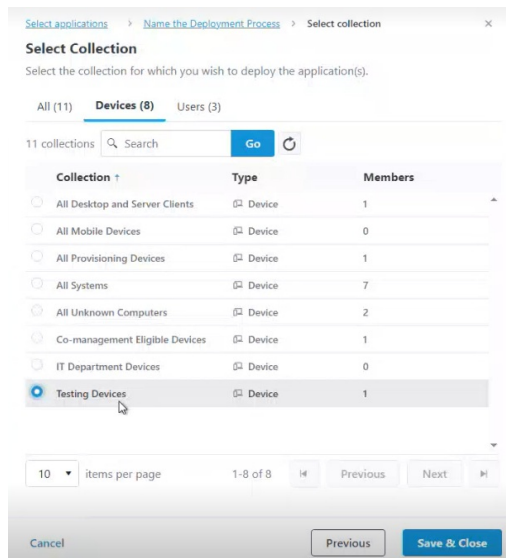 Select applications > Name the Deployment Process > Select collection ×
Select Collection
Select the collection for which you wish to deploy the application(s).
All (11) Devices (8) Users (3)
11 collections Search Go
Collection ↑ Type Members
All Desktop and Server Clients Device 1
All Mobile Devices Device 0
All Provisioning Devices Device 1
All Systems Device 7
All Unknown Computers Device 2
Co-management Eligible Devices Device 1
IT Department Devices Device 0
Testing Devices Device 1
10 items per page 1-8 of 8 Previous Next
Cancel Previous Save & Close